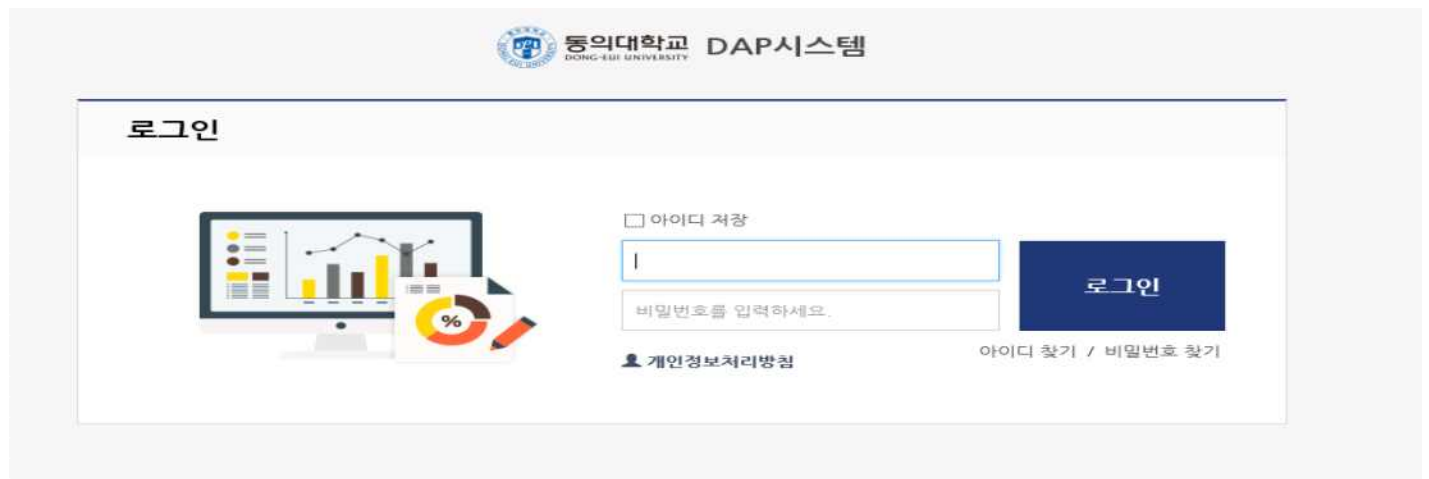 동의대학교 DAP시스템
DONG-EUI UNIVERSITY
로그인
아이디 저장
로그인
비밀번호를 입력하세요.
개인정보처리방침
아이디 찾기 / 비밀번호 찾기
%